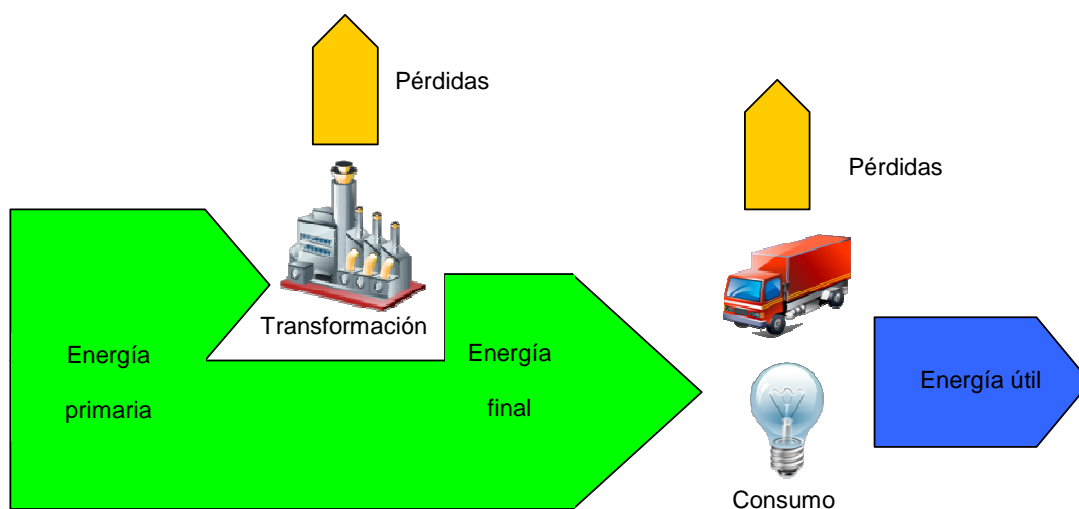 Pérdidas
Pérdidas
Transformación
Energía
primaria
Energía
final
Energía útil
Consumo